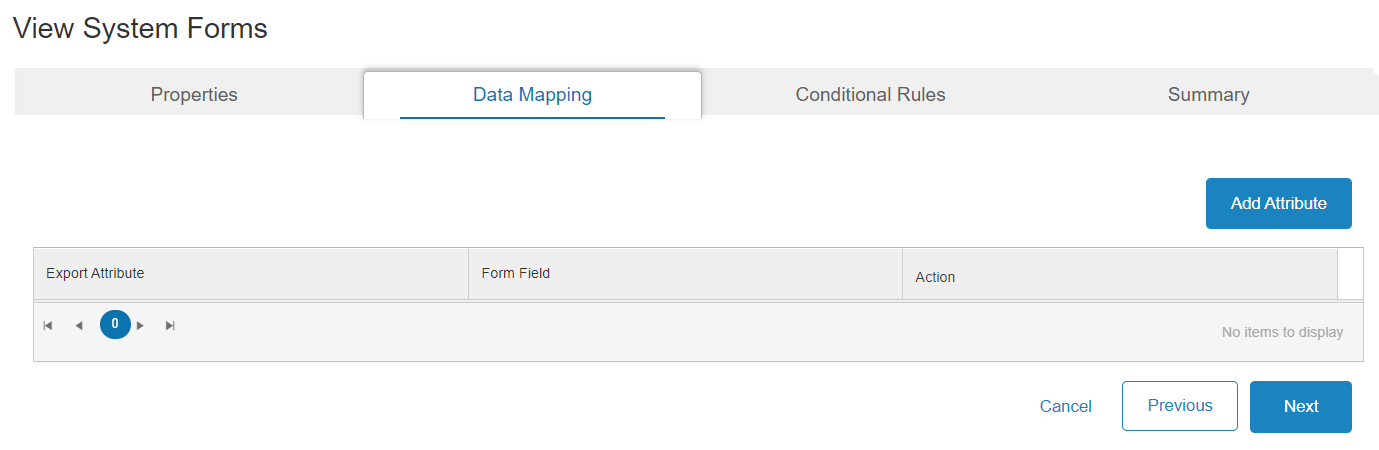 View System Forms
Properties
Data Mapping
Conditional Rules
Summary
Add Attribute
Export Attribute
Form Field
Action
0
No items to display
Cancel
Previous
Next